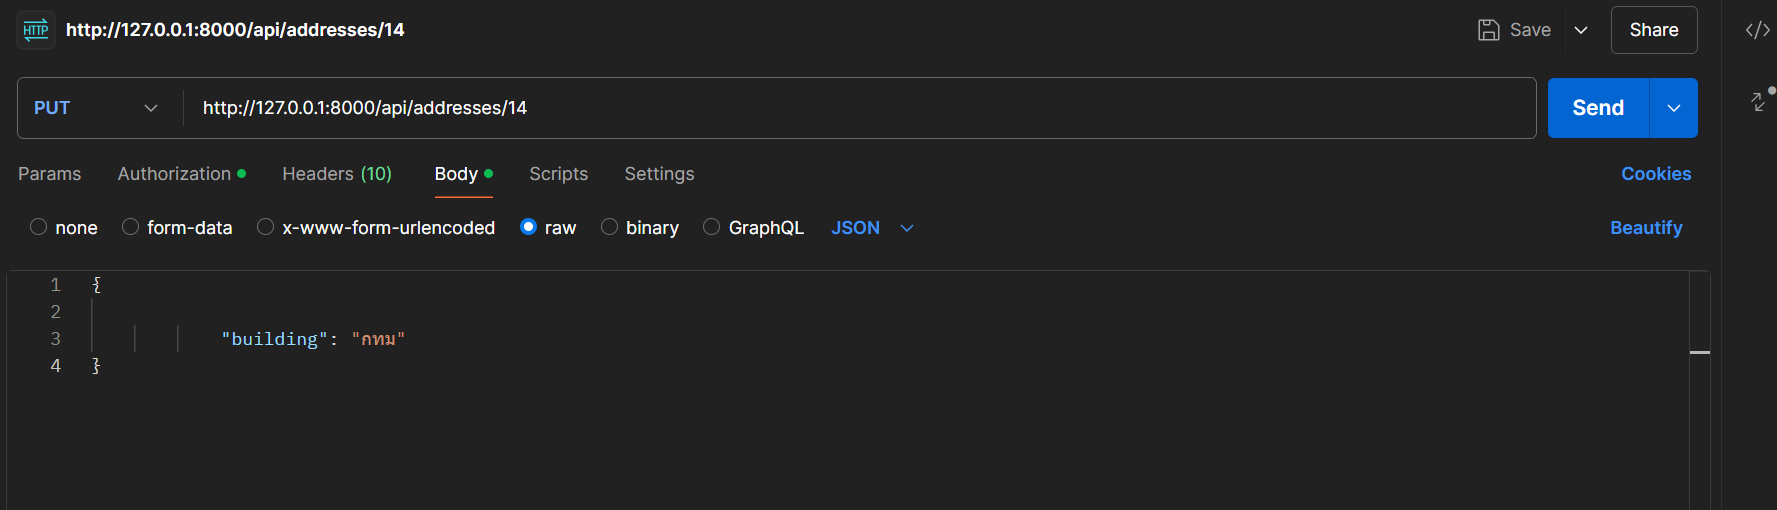 HTTP http://127.0.0.1:8000/api/addresses/14 Save Share </>
PUT http://127.0.0.1:8000/api/addresses/14 Send
Params Authorization Headers (10) Body Scripts Settings Cookies
none form-data x-www-form-urlencoded raw binary GraphQL JSON Beautify
1 {
2
3 "building": "กทม"
4 }